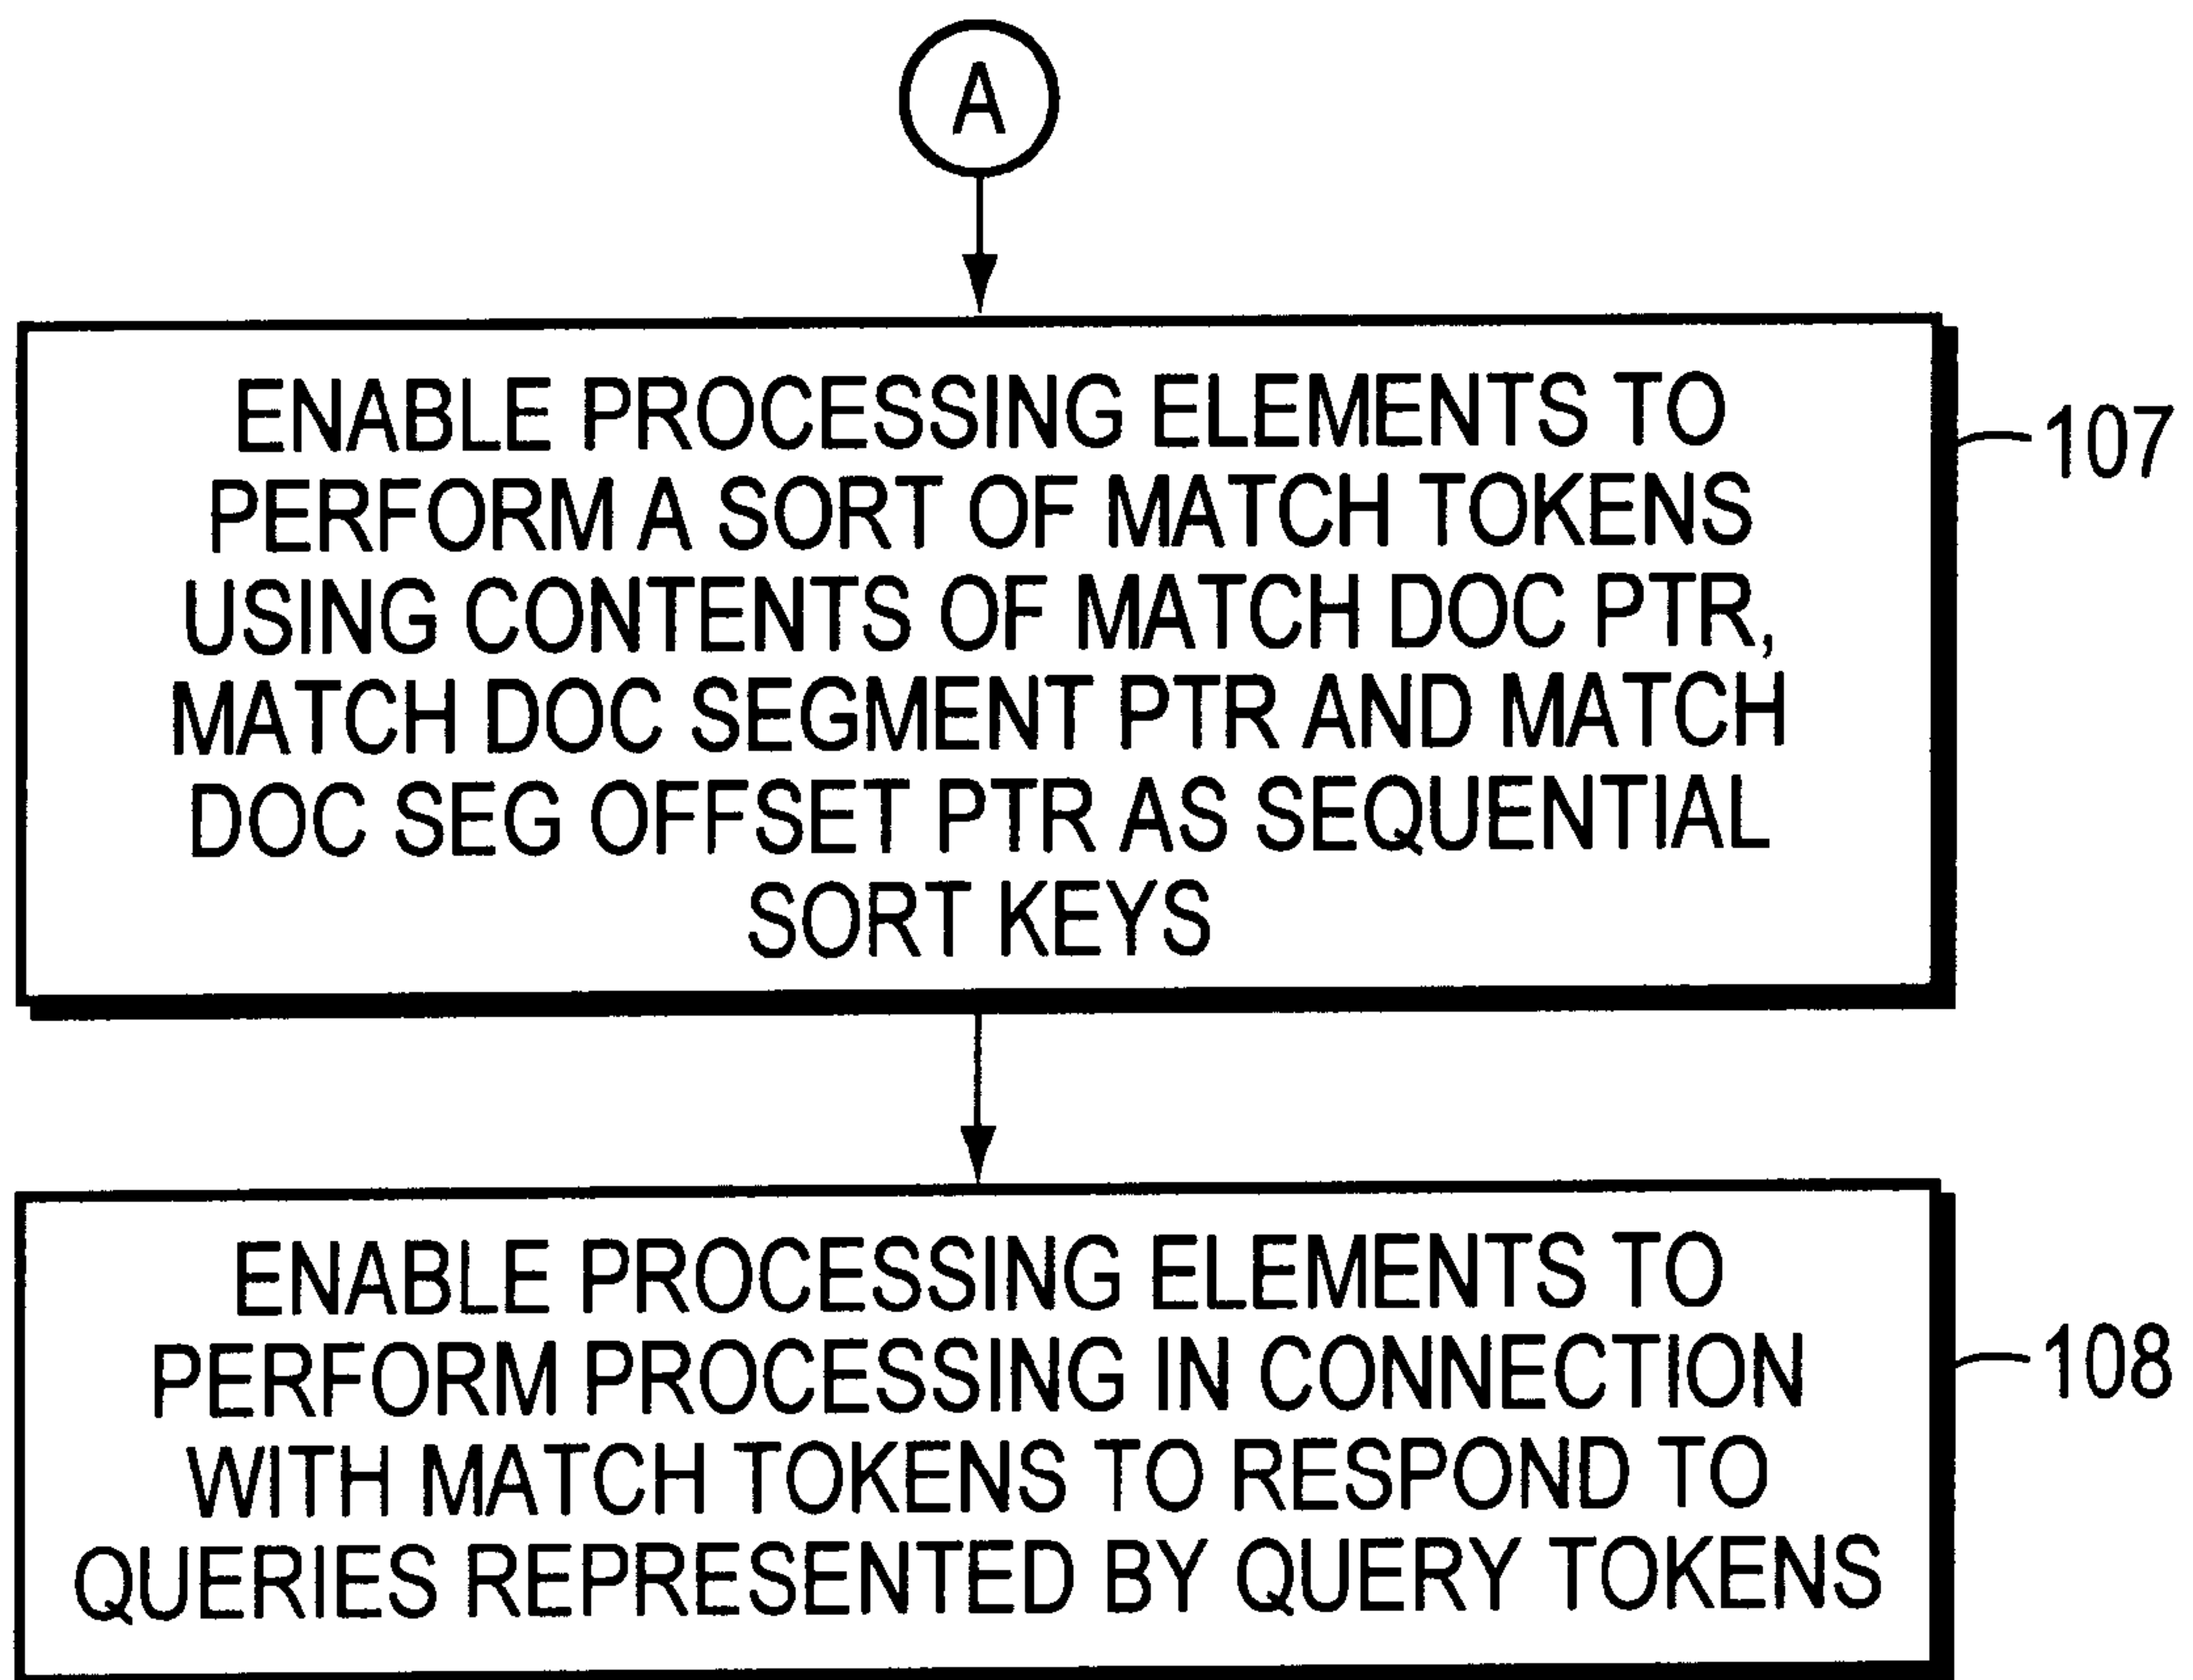 A
ENABLE PROCESSING ELEMENTS TO
PERFORM A SORT OF MATCH TOKENS
USING CONTENTS OF MATCH DOC PTR,
MATCH DOC SEGMENT PTR AND MATCH
DOC SEG OFFSET PTR AS SEQUENTIAL
SORT KEYS
107
ENABLE PROCESSING ELEMENTS TO
PERFORM PROCESSING IN CONNECTION
WITH MATCH TOKENS TO RESPOND TO
QUERIES REPRESENTED BY QUERY TOKENS
108